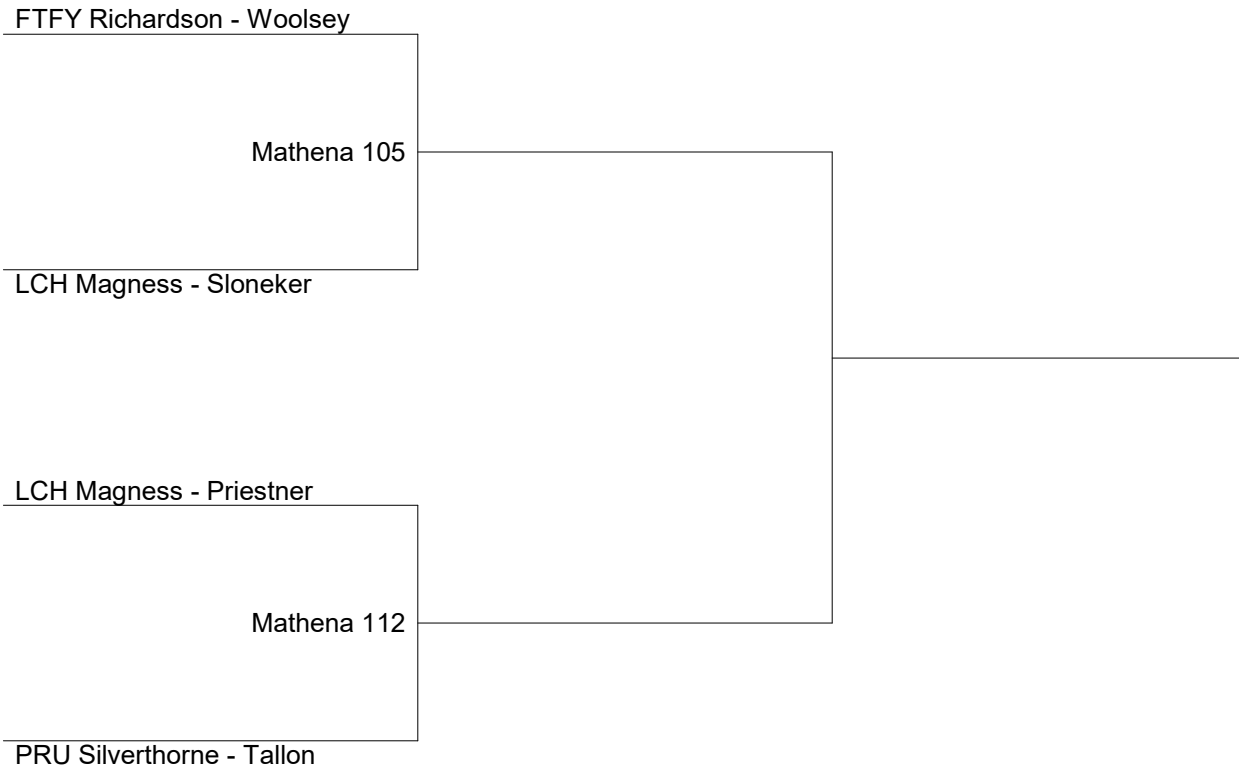 FTFY Richardson - Woolsey
Mathena 105
LCH Magness - Sloneker
LCH Magness - Priestner
Mathena 112
PRU Silverthorne - Tallon